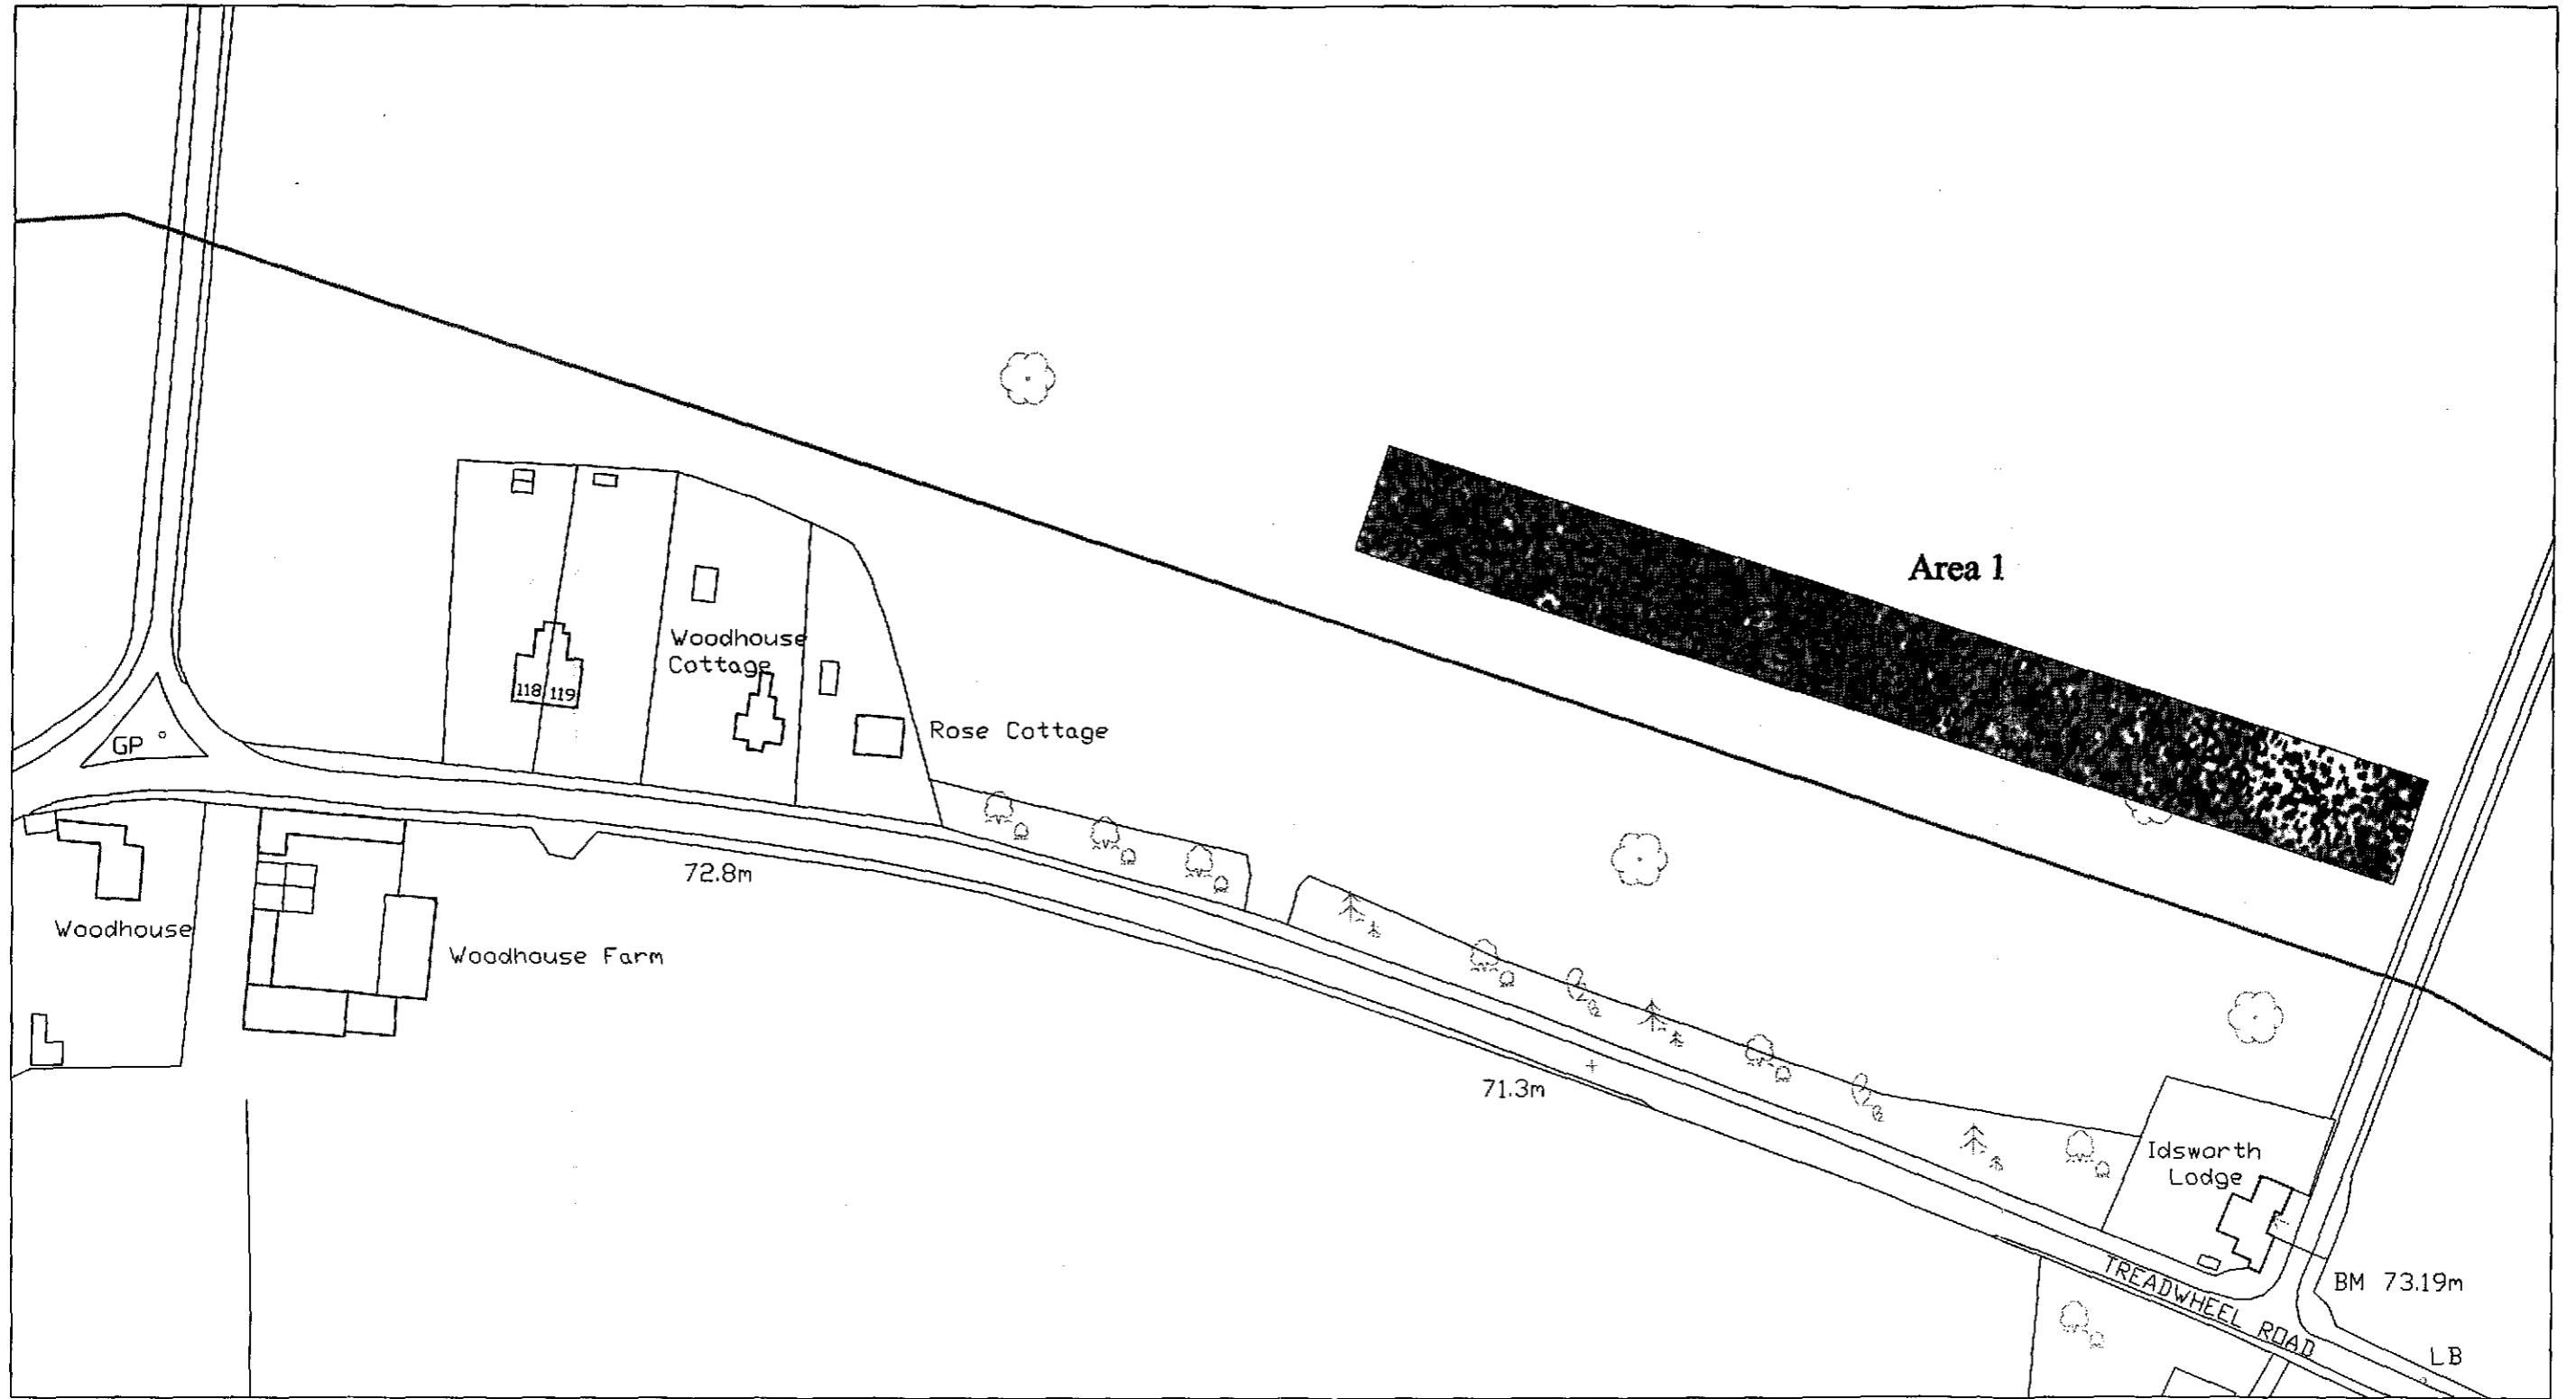 Area 1
Woodhouse
Cottage
118 119
Rose Cottage
GP
72.8m
Woodhouse
Woodhouse Farm
71.3m
Idsworth
Lodge
TREADWHEEL ROAD
BM 73.19m
LB